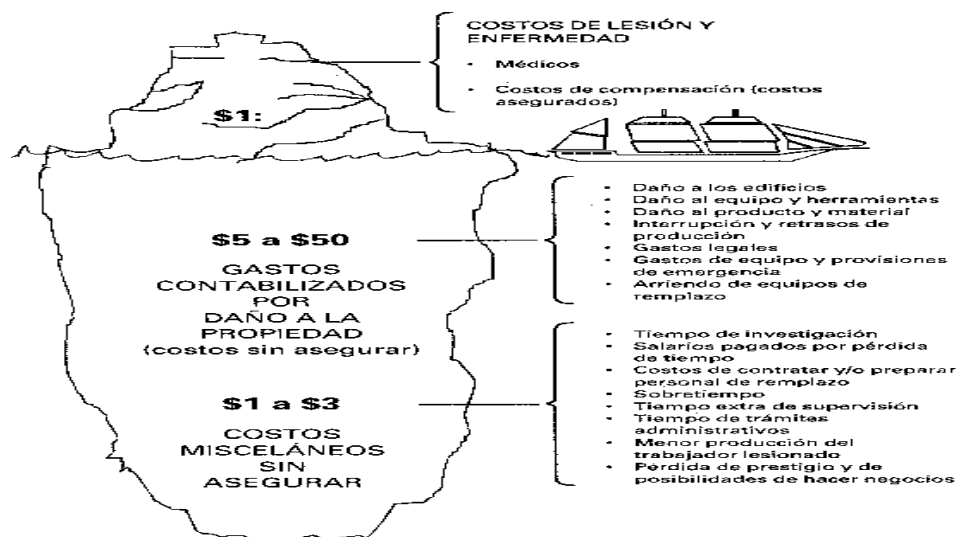 COSTOS DE LESIÓN Y
ENFERMEDAD
• Médicos
• Costos de compensación (costos
asegurados)
$1:
• Daño a los edificios
• Daño al equipo y herramientas
• Daño al producto y material
• Interrupción y retrasos de
producción
• Gastos legales
• Gastos de equipo y provisiones
de emergencia
• Arriendo de equipos de
remplazo
$5 a $50
GASTOS
CONTABILIZADOS
POR
DAÑO A LA
PROPIEDAD
(costos sin asegurar)
• Tiempo de investigación
• Salarios pagados por pérdida
de tiempo
• Costos de contratar y/o preparar
personal de remplazo
• Sobretiempo
• Tiempo extra de supervisión
• Tiempo de trámites
administrativos
• Menor producción del
trabajador lesionado
• Pérdida de prestigio y de
posibilidades de hacer negocios
$1 a $3
COSTOS
MISCELÁNEOS
SIN
ASEGURAR